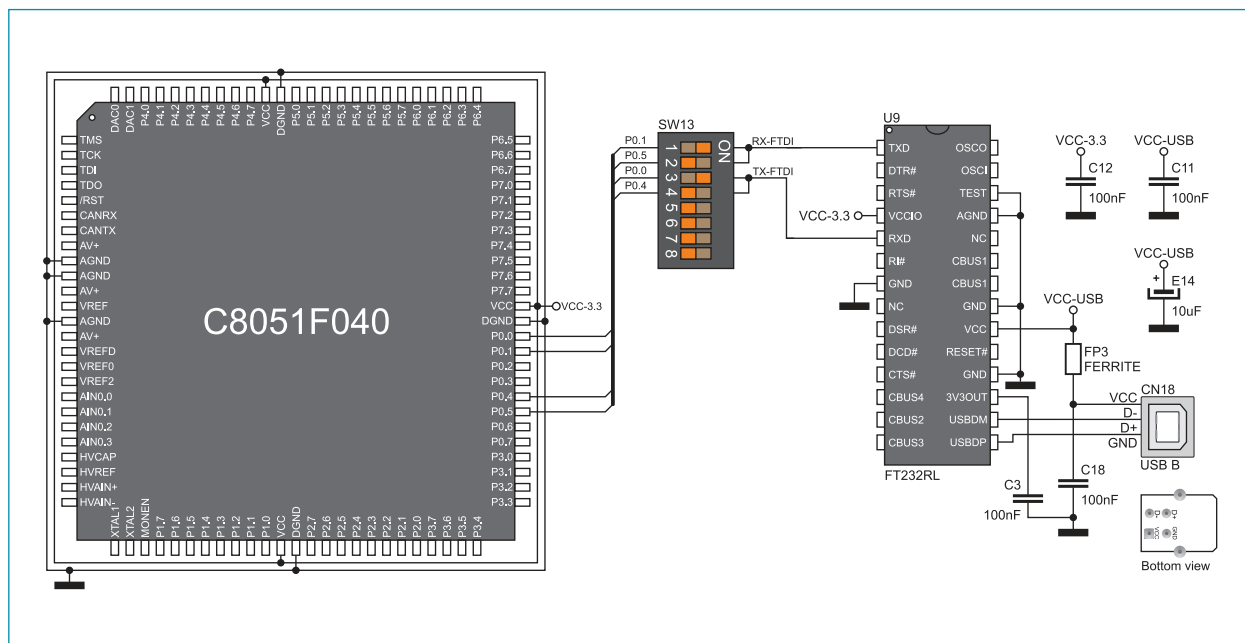 DAC0
DAC1
P4.0
P4.1
P4.2
P4.3
P4.4
P4.5
P4.6
P4.7
VCC
DGND
P5.0
P5.1
P5.2
P5.3
P5.4
P5.5
P5.6
P5.7
P6.0
P6.1
P6.2
P6.3
P6.4
TMS
TCK
TDI
TDO
/RST
CANRX
CANTX
AV+
AGND
AGND
AV+
VREF
AGND
AV+
VREFD
VREF0
VREF2
AIN0.0
AIN0.1
AIN0.2
AIN0.3
HVCAP
HVREF
HVAIN+
HVAIN-
C8051F040
P6.5
P6.6
P6.7
P7.0
P7.1
P7.2
P7.3
P7.4
P7.5
P7.6
P7.7
VCC
DGND
P0.0
P0.1
P0.2
P0.3
P0.4
P0.5
P0.6
P0.7
P3.0
P3.1
P3.2
P3.3
VCC-3.3
XTAL1
XTAL2
MONEN
P1.7
P1.6
P1.5
P1.4
P1.3
P1.2
P1.1
P1.0
VCC
DGND
P2.7
P2.6
P2.5
P2.4
P2.3
P2.2
P2.1
P2.0
P3.7
P3.6
P3.5
P3.4
SW13
P0.1
P0.5
P0.0
P0.4
1
2
3
4
5
6
7
8
ON
RX-FTDI
TX-FTDI
VCC-3.3
U9
TXD
DTR#
RTS#
VCCIO
RXD
RI#
GND
NC
DSR#
DCD#
CTS#
CBUS4
CBUS2
CBUS3
OSCO
OSCI
TEST
AGND
NC
CBUS1
CBUS1
GND
VCC
RESET#
GND
3V3OUT
USBDM
USBDP
FT232RL
VCC-3.3
C12
100nF
VCC-USB
C11
100nF
VCC-USB
+
E14
10uF
VCC-USB
FP3
FERRITE
CN18
VCC
D-
D+
GND
USB B
C3
100nF
C18
100nF
D-
D+
VCC
GND
Bottom view